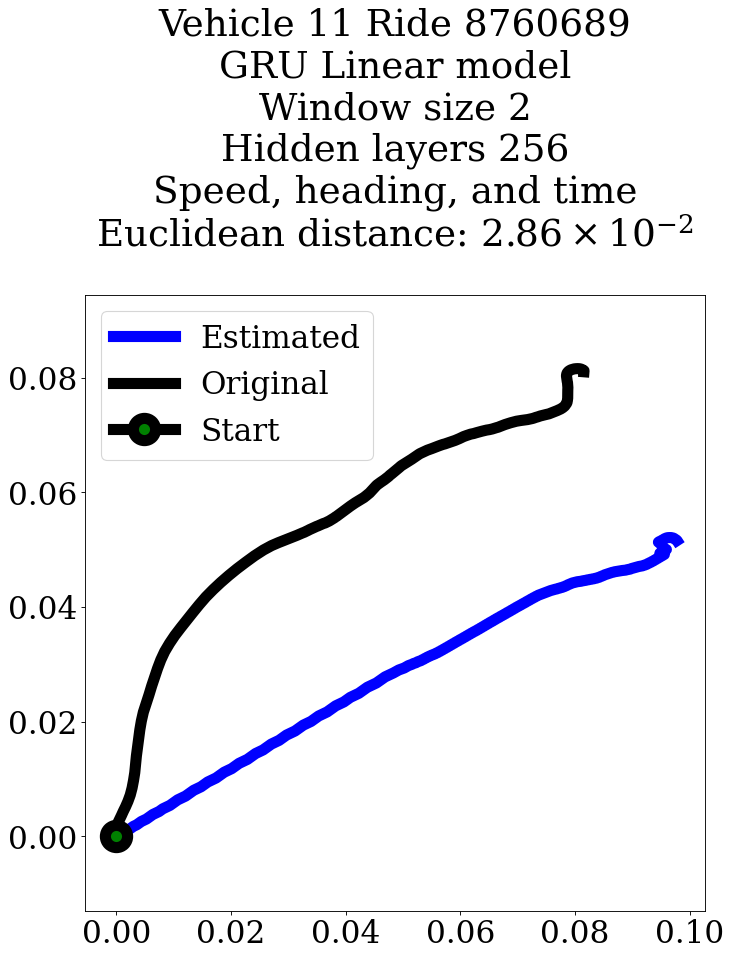 Vehicle 11 Ride 8760689
GRU Linear model
Window size 2
Hidden layers 256
Speed, heading, and time
Euclidean distance: 2.86 × 10⁻²
Estimated
Original
Start
0.08
0.06
0.04
0.02
0.00
0.00 0.02 0.04 0.06 0.08 0.10